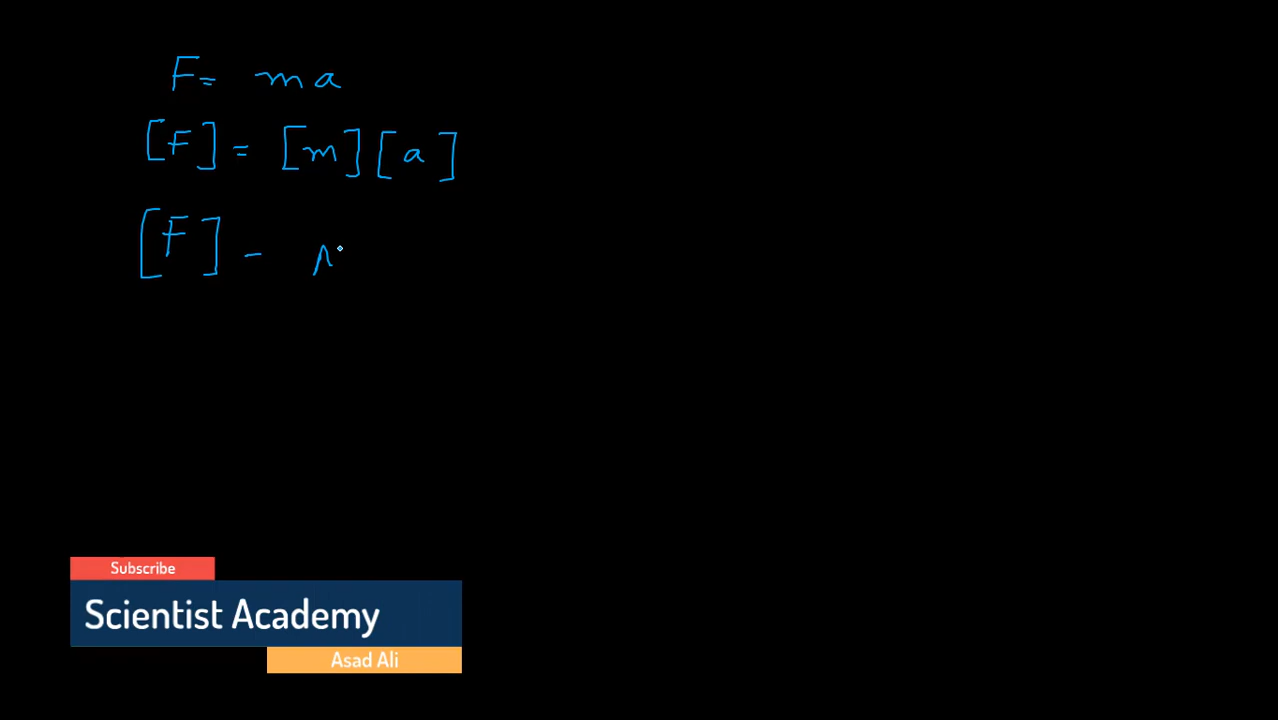 F= ma
[F] = [m][a]
[F] -
Subscribe
Scientist Academy
Asad Ali